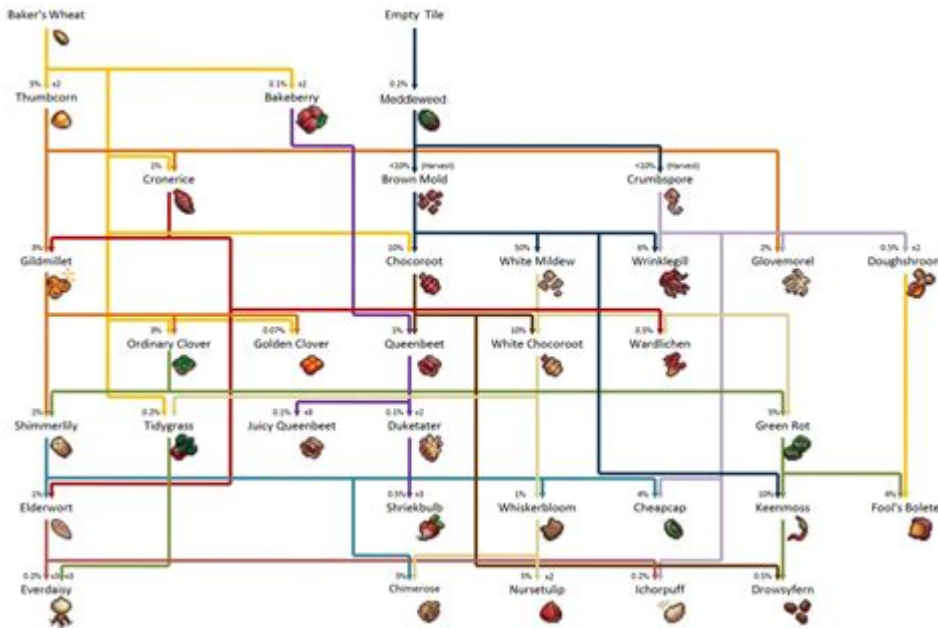 Baker's Wheat
Empty Tile
5% x2
0.1% x2
0.2%
Thumbcorn
Bakeberry
Meddleweed
1%
<10% (Harvest)
<10% (Harvest)
Cronerice
Brown Mold
Crumbspore
3%
10%
50%
6%
2%
0.5% x2
Gildmillet
Chocoroot
White Mildew
Wrinklegill
Glovemorel
Doughshroom
3%
0.07%
1%
10%
0.5%
Ordinary Clover
Golden Clover
Queenbeet
White Chocoroot
Wardlichen
2%
0.2%
0.1% x8
0.1% x2
5%
Shimmerlily
Tidygrass
Juicy Queenbeet
Duketater
Green Rot
1%
0.5% x3
1%
4%
10%
4%
Elderwort
Shriekbulb
Whiskerbloom
Cheapcap
Keenmoss
Fool's Bolete
0.2% x3 x3
5% x2
0.2%
0.5%
Everdaisy
Chimerose
Nursetulip
Ichorpuff
Drowsyfern